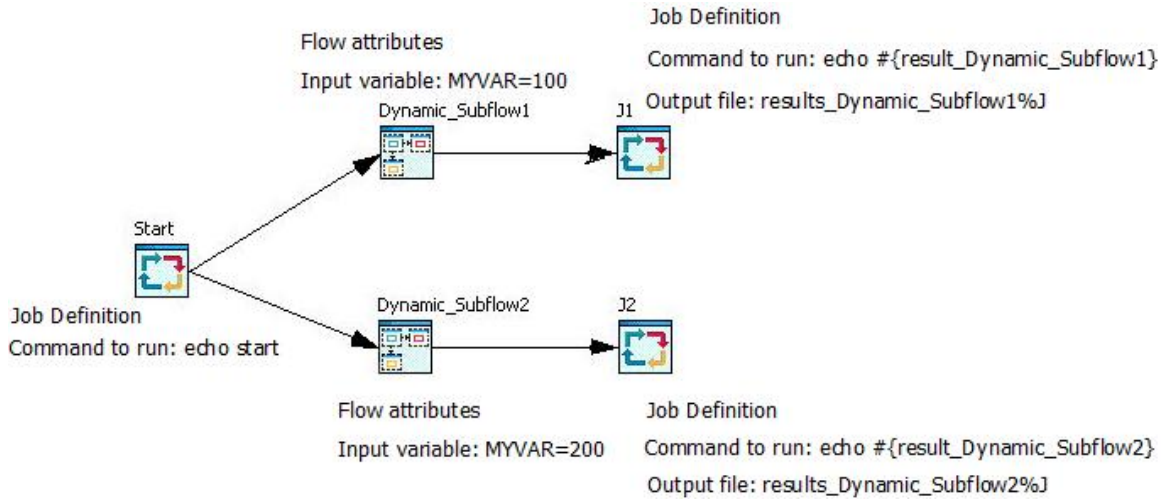 Job Definition
Flow attributes
Command to run: echo #{result_Dynamic_Subflow1}
Input variable: MYVAR=100
Output file: results_Dynamic_Subflow1%J
Dynamic_Subflow1
J1
Start
Job Definition
Command to run: echo start
Dynamic_Subflow2
J2
Flow attributes
Job Definition
Input variable: MYVAR=200
Command to run: echo #{result_Dynamic_Subflow2}
Output file: results_Dynamic_Subflow2%J